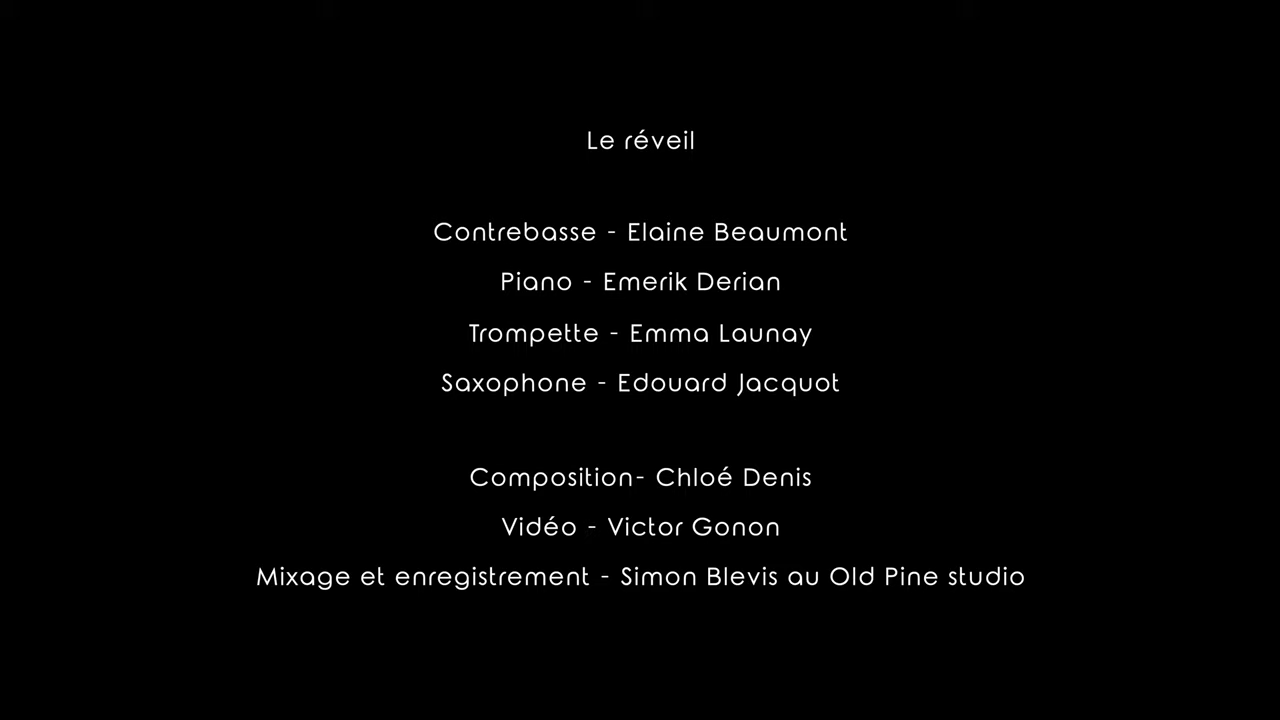 Le réveil
Contrebasse - Elaine Beaumont
Piano - Emerik Derian
Trompette - Emma Launay
Saxophone - Edouard Jacquot
Composition- Chloé Denis
Vidéo - Victor Gonon
Mixage et enregistrement - Simon Blevis au Old Pine studio